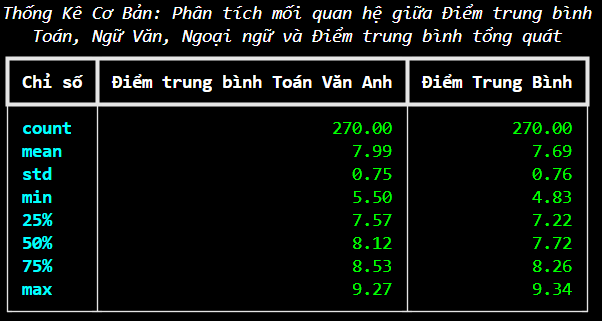 Thống Kê Cơ Bản: Phân tích mối quan hệ giữa Điểm trung bình
Toán, Ngữ Văn, Ngoại ngữ và Điểm trung bình tổng quát
Chỉ số Điểm trung bình Toán Văn Anh Điểm Trung Bình
count 270.00 270.00
mean 7.99 7.69
std 0.75 0.76
min 5.50 4.83
25% 7.57 7.22
50% 8.12 7.72
75% 8.53 8.26
max 9.27 9.34